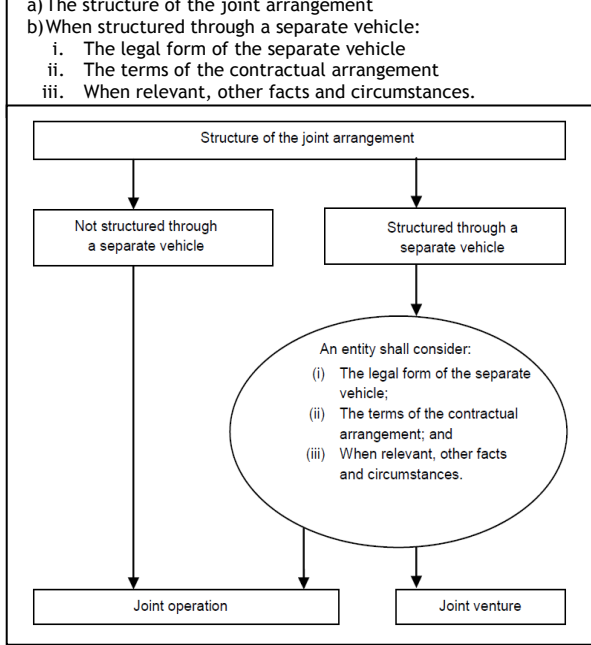 a) The structure of the joint arrangement
b) When structured through a separate vehicle:
i. The legal form of the separate vehicle
ii. The terms of the contractual arrangement
iii. When relevant, other facts and circumstances.
Structure of the joint arrangement
Not structured through
a separate vehicle
Structured through a
separate vehicle
An entity shall consider:
(i) The legal form of the separate
vehicle;
(ii) The terms of the contractual
arrangement; and
(iii) When relevant, other facts
and circumstances.
Joint operation
Joint venture